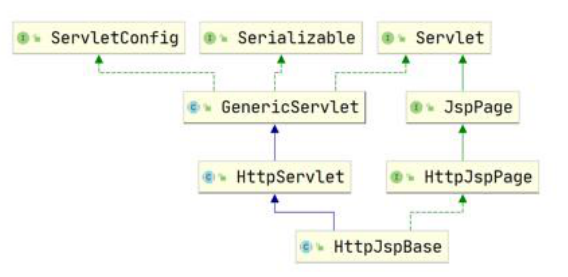 ServletConfig
Serializable
Servlet
GenericServlet
JspPage
HttpServlet
HttpJspPage
HttpJspBase